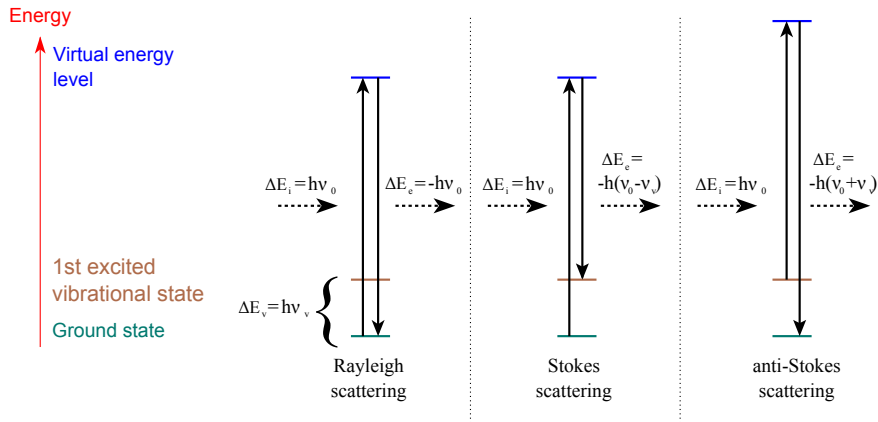 Energy
Virtual energy
level
ΔE_i=hν_0
ΔE_e=-hν_0
ΔE_i=hν_0
ΔE_e=
-h(ν_0-ν_v)
ΔE_i=hν_0
ΔE_e=
-h(ν_0+ν_v)
1st excited
vibrational state
ΔE_v=hν_v
Ground state
Rayleigh
scattering
Stokes
scattering
anti-Stokes
scattering